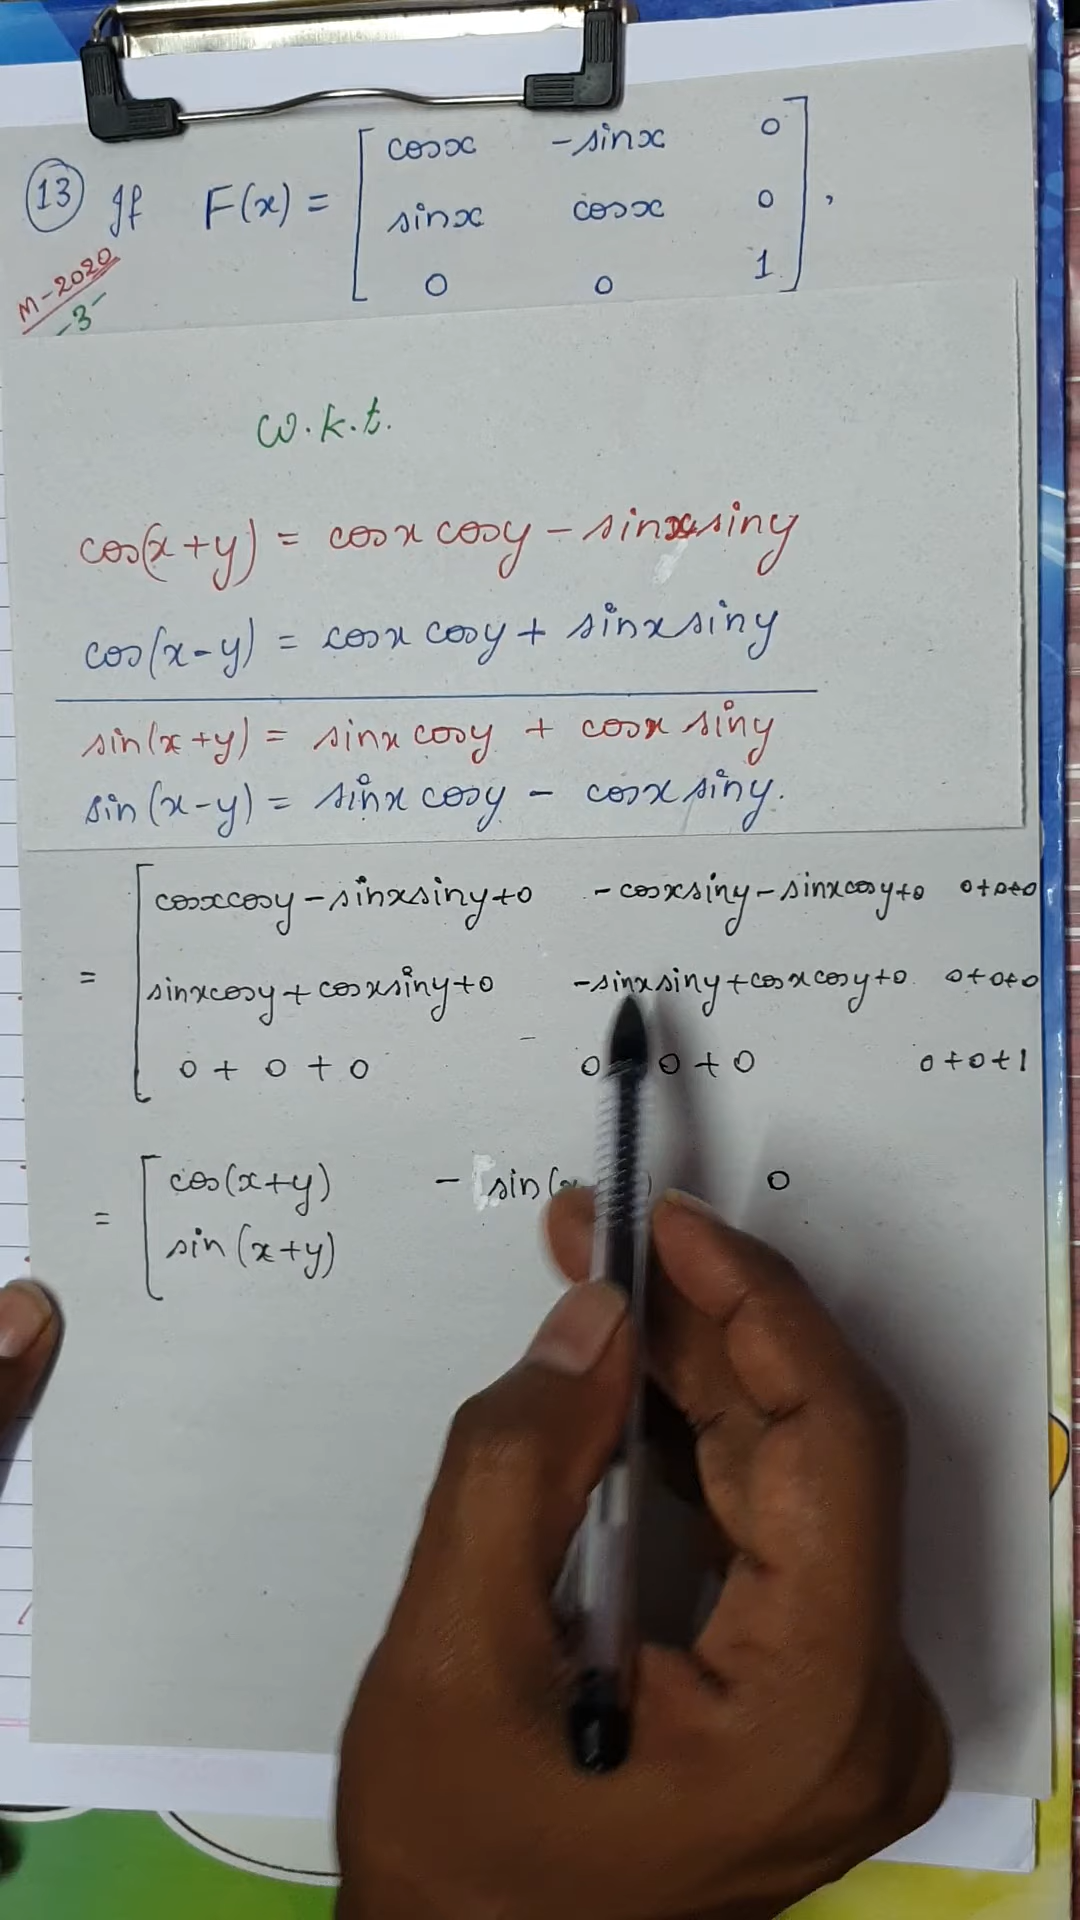 (13) If F(x) = [ cosx -sinx 0
sinx cosx 0
0 0 1 ],
M-2020
-3-
w.k.t.
cos(x+y) = cosx cosy - sinx siny
cos(x-y) = cosx cosy + sinx siny
sin(x+y) = sinx cosy + cosx siny
sin(x-y) = sinx cosy - cosx siny.
= [ cosxcosy-sinxsiny+0 -cosxsiny-sinxcosy+0 0+0+0
sinxcosy+cosxsiny+0 -sinxsiny+cosxcosy+0 0+0+0
0+0+0 0 0+0 0+0+1
= [ cos(x+y) - sin(x ) 0
sin(x+y)